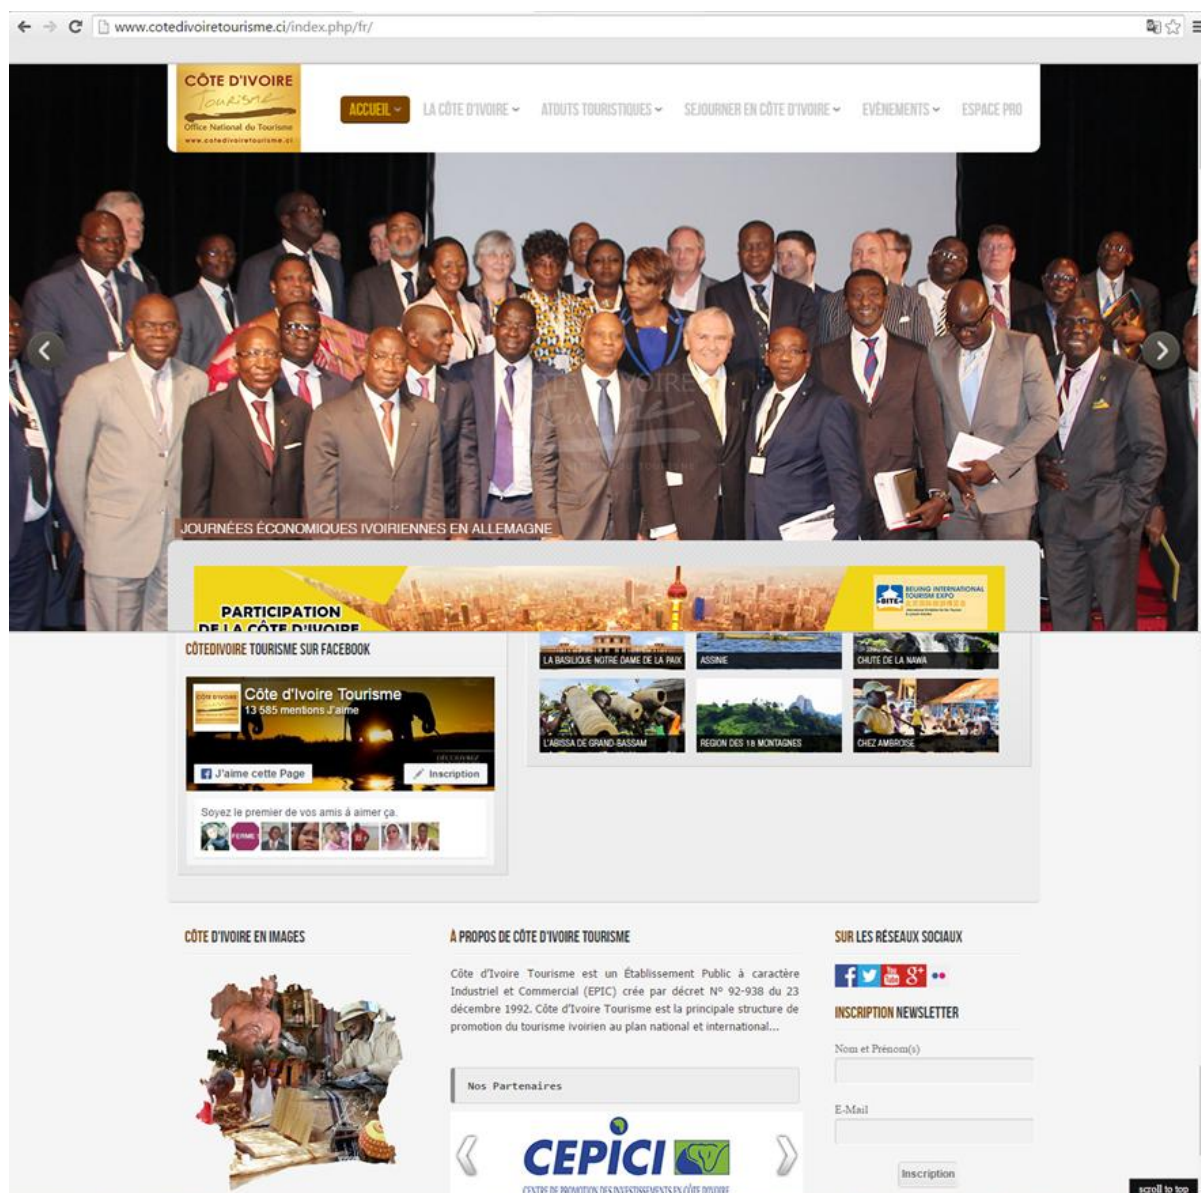 www.cotedivoiretourisme.ci/index.php/fr/
CÔTE D'IVOIRE
Tourisme
Office National du Tourisme
www.cotedivoiretourisme.ci
ACCUEIL
LA CÔTE D'IVOIRE
ATOUTS TOURISTIQUES
SEJOURNER EN CÔTE D'IVOIRE
EVÈNEMENTS
ESPACE PRO
JOURNÉES ÉCONOMIQUES IVOIRIENNES EN ALLEMAGNE
PARTICIPATION
DE LA CÔTE D'IVOIRE
BITE
BEIJING INTERNATIONAL
TOURISM EXPO
CÔTEDIVOIRE TOURISME SUR FACEBOOK
Côte d'Ivoire Tourisme
13 585 mentions J'aime
DÉCOUVREZ
J'aime cette Page
Inscription
Soyez le premier de vos amis à aimer ça.
FERME
LA BASILIQUE NOTRE DAME DE LA PAIX
ASSINIE
CHUTE DE LA NAWA
L'ABISSA DE GRAND-BASSAM
REGION DES 18 MONTAGNES
CHEZ AMBROISE
CÔTE D'IVOIRE EN IMAGES
À PROPOS DE CÔTE D'IVOIRE TOURISME
Côte d'Ivoire Tourisme est un Établissement Public à caractère
Industriel et Commercial (EPIC) crée par décret Nº 92-938 du 23
décembre 1992. Côte d'Ivoire Tourisme est la principale structure de
promotion du tourisme ivoirien au plan national et international...
Nos Partenaires
CEPICI
CENTRE DE PROMOTION DES INVESTISSEMENTS EN CÔTE D'IVOIRE
SUR LES RÉSEAUX SOCIAUX
You Tube
g+
INSCRIPTION NEWSLETTER
Nom et Prénom(s)
E-Mail
Inscription
scroll to top